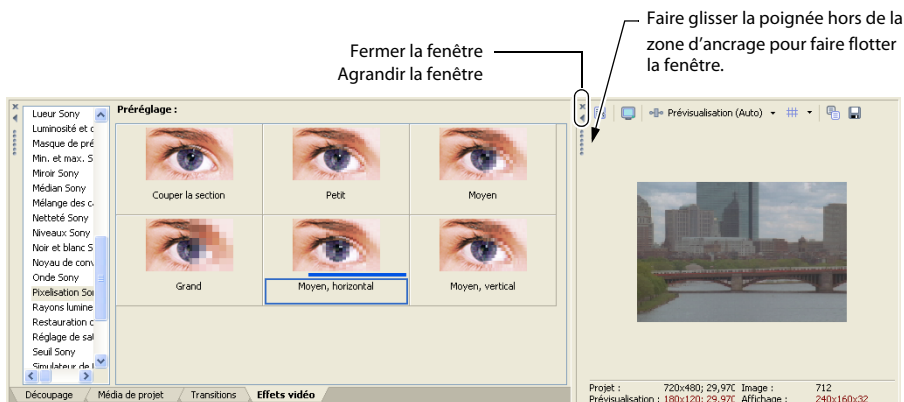 Faire glisser la poignée hors de la
zone d'ancrage pour faire flotter
la fenêtre.
Fermer la fenêtre
Agrandir la fenêtre
Lueur Sony
Luminosité et c
Masque de pré
Min. et max. S
Miroir Sony
Médian Sony
Mélange des c
Netteté Sony
Niveaux Sony
Noir et blanc S
Noyau de conv
Onde Sony
Pixelisation So
Rayons lumine
Restauration c
Réglage de sal
Seuil Sony
Simulateur de l
Préréglage :
Couper la section
Petit
Moyen
Grand
Moyen, horizontal
Moyen, vertical
Découpage
Média de projet
Transitions
Effets vidéo
Prévisualisation (Auto)
Projet : 720x480; 29,970 Image : 712
Prévisualisation : 180x120; 29,970 Affichage : 240x160x32